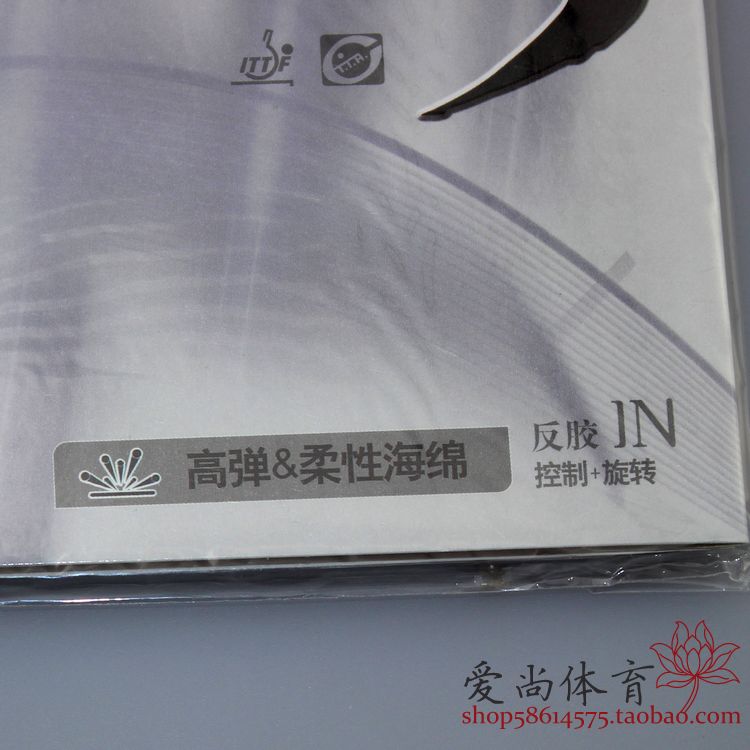 ITTF
T.T.A.
反胶 IN
高弹&柔性海绵
控制+旋转
爱尚体育
shop58614575.taobao.com